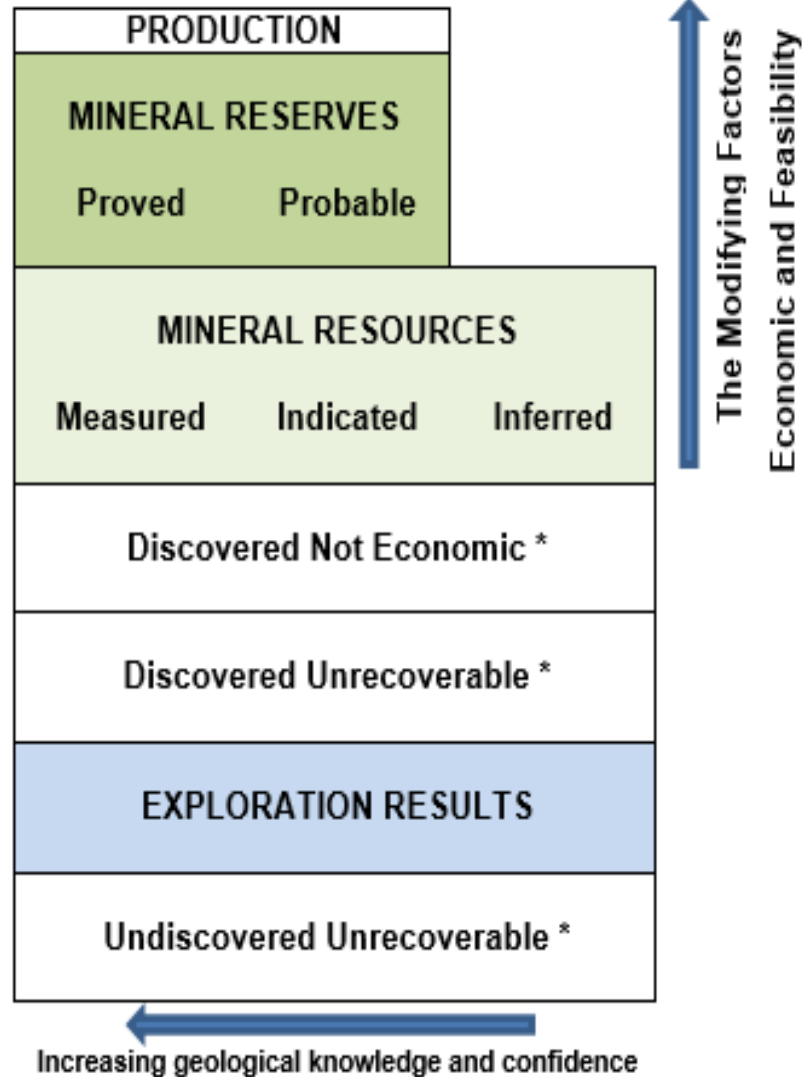 PRODUCTION
MINERAL RESERVES
Proved Probable
MINERAL RESOURCES
Measured Indicated Inferred
Discovered Not Economic *
Discovered Unrecoverable *
EXPLORATION RESULTS
Undiscovered Unrecoverable *
Increasing geological knowledge and confidence
The Modifying Factors
Economic and Feasibility